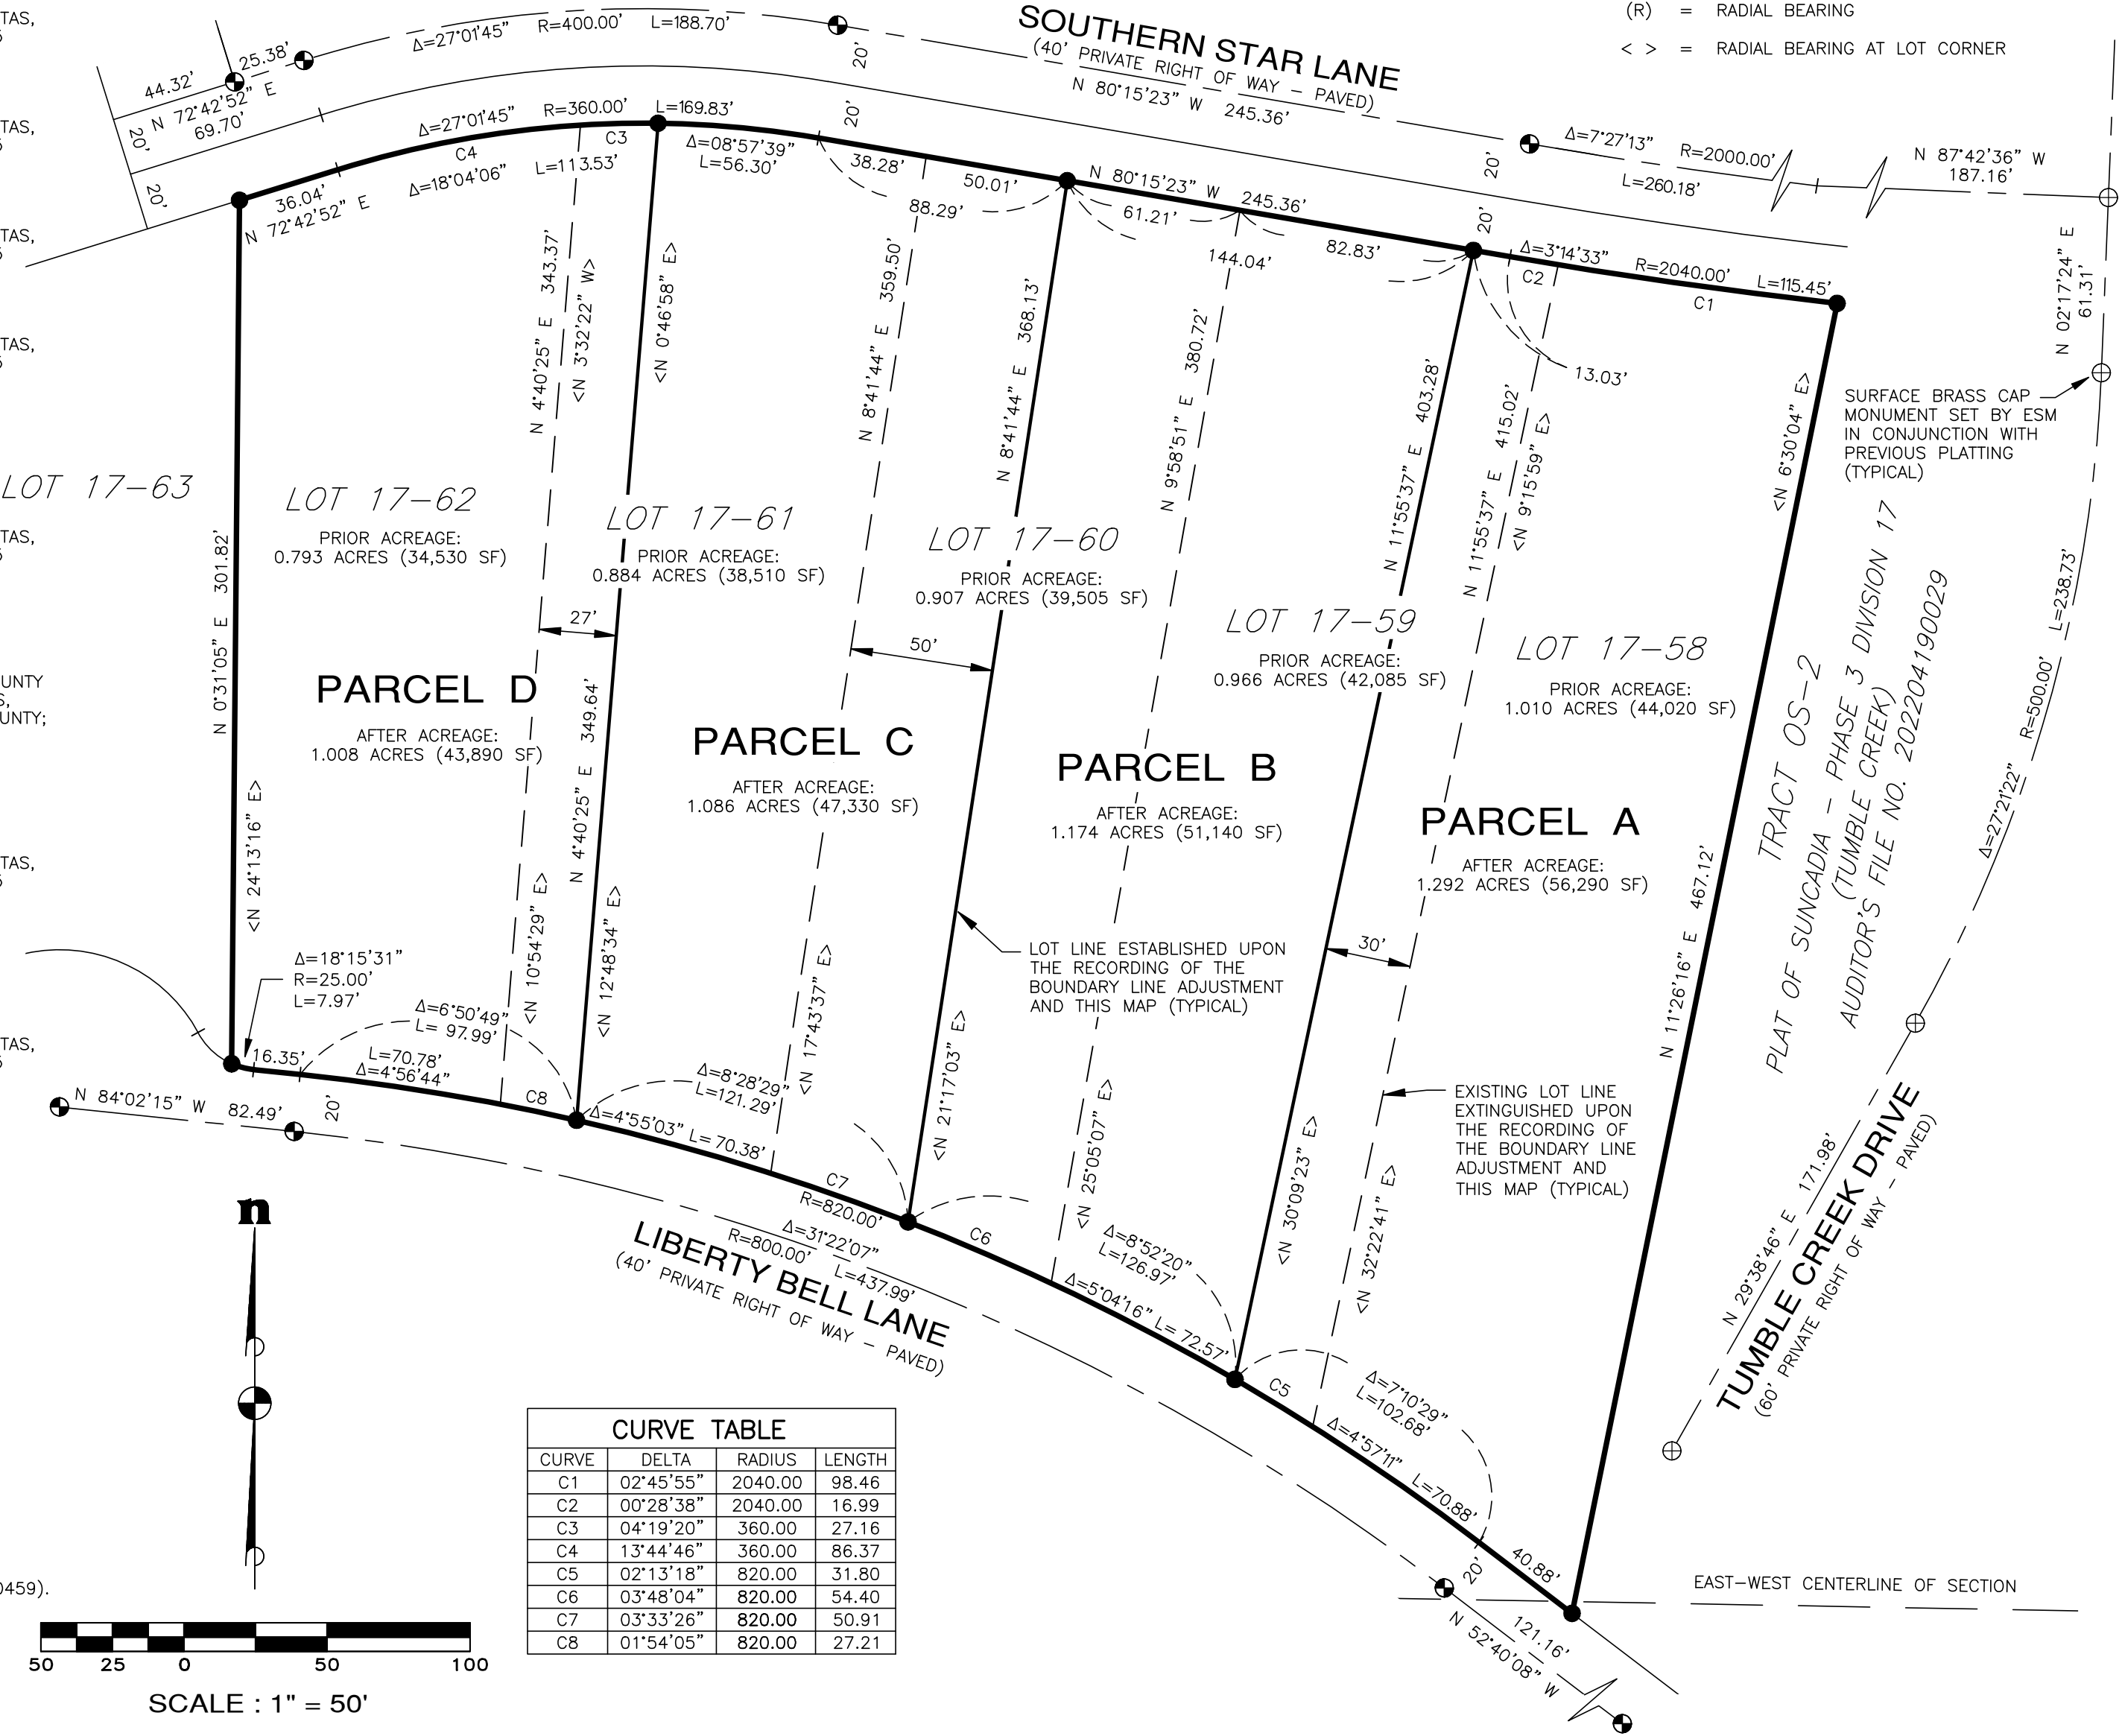 TAS,
(R) = RADIAL BEARING
< > = RADIAL BEARING AT LOT CORNER
SOUTHERN STAR LANE
(40' PRIVATE RIGHT OF WAY – PAVED)
N 80°15'23" W 245.36'
44.32'
25.38'
N 72°42'52" E
69.70'
20'
20'
Δ=27°01'45" R=400.00' L=188.70'
20'
20'
20'
20'
Δ=7°27'13" R=2000.00'
L=260.18'
N 87°42'36" W
187.16'
N 02°17'24" E
61.31'
TAS,
Δ=27°01'45" R=360.00' L=169.83'
C4
C3
36.04'
N 72°42'52" E
Δ=18°04'06" L=113.53'
Δ=08°57'39"
L=56.30'
38.28'
50.01'
88.29'
N 80°15'23" W 245.36'
61.21'
82.83'
144.04'
Δ=3°14'33" R=2040.00' L=115.45'
C2
C1
13.03'
TAS,
TAS,
N 4°40'25" E 343.37'
<N 3°32'22" W>
<N 0°46'58" E>
N 8°41'44" E 359.50'
N 8°41'44" E 368.13'
N 9°58'51" E 380.72'
N 11°55'37" E 403.28'
N 11°55'37" E 415.02'
<N 9°15'59" E>
<N 6°30'04" E>
SURFACE BRASS CAP
MONUMENT SET BY ESM
IN CONJUNCTION WITH
PREVIOUS PLATTING
(TYPICAL)
LOT 17–63
LOT 17–62
PRIOR ACREAGE:
0.793 ACRES (34,530 SF)
LOT 17–61
PRIOR ACREAGE:
0.884 ACRES (38,510 SF)
LOT 17–60
PRIOR ACREAGE:
0.907 ACRES (39,505 SF)
LOT 17–59
PRIOR ACREAGE:
0.966 ACRES (42,085 SF)
LOT 17–58
PRIOR ACREAGE:
1.010 ACRES (44,020 SF)
TAS,
N 0°31'05" E 301.82'
27'
50'
30'
UNTY
S,
UNTY;
PARCEL D
AFTER ACREAGE:
1.008 ACRES (43,890 SF)
PARCEL C
AFTER ACREAGE:
1.086 ACRES (47,330 SF)
PARCEL B
AFTER ACREAGE:
1.174 ACRES (51,140 SF)
PARCEL A
AFTER ACREAGE:
1.292 ACRES (56,290 SF)
N 4°40'25" E 349.64'
N 11°26'16" E 467.12'
TRACT OS–2
PLAT OF SUNCADIA – PHASE 3 DIVISION 17
(TUMBLE CREEK)
AUDITOR'S FILE NO. 202204190029
Δ=27°21'22" R=500.00' L=238.73'
TAS,
<N 24°13'16" E>
<N 10°54'29" E>
<N 12°48'34" E>
<N 17°43'37" E>
<N 21°17'03" E>
<N 25°05'07" E>
<N 30°09'23" E>
<N 32°22'41" E>
LOT LINE ESTABLISHED UPON
THE RECORDING OF THE
BOUNDARY LINE ADJUSTMENT
AND THIS MAP (TYPICAL)
EXISTING LOT LINE
EXTINGUISHED UPON
THE RECORDING OF
THE BOUNDARY LINE
ADJUSTMENT AND
THIS MAP (TYPICAL)
TAS,
Δ=18°15'31"
R=25.00'
L=7.97'
16.35'
Δ=6°50'49"
L= 97.99'
L=70.78'
Δ=4°56'44"
C8
20'
N 84°02'15" W 82.49'
Δ=8°28'29"
L=121.29'
Δ=4°55'03" L= 70.38'
C7
R=820.00'
C6
Δ=8°52'20"
L=126.97'
Δ=5°04'16" L= 72.57'
C5
Δ=7°10'29"
L=102.68'
Δ=4°57'11" L=70.88'
40.88'
20'
Δ=31°22'07"
R=800.00' L=437.99'
LIBERTY BELL LANE
(40' PRIVATE RIGHT OF WAY – PAVED)
N 29°38'46" E 171.98'
TUMBLE CREEK DRIVE
(60' PRIVATE RIGHT OF WAY – PAVED)
EAST–WEST CENTERLINE OF SECTION
121.16'
N 52°40'08" W
n
CURVE TABLE
CURVE DELTA RADIUS LENGTH
C1 02°45'55" 2040.00 98.46
C2 00°28'38" 2040.00 16.99
C3 04°19'20" 360.00 27.16
C4 13°44'46" 360.00 86.37
C5 02°13'18" 820.00 31.80
C6 03°48'04" 820.00 54.40
C7 03°33'26" 820.00 50.91
C8 01°54'05" 820.00 27.21
0459).
50 25 0 50 100
SCALE : 1" = 50'